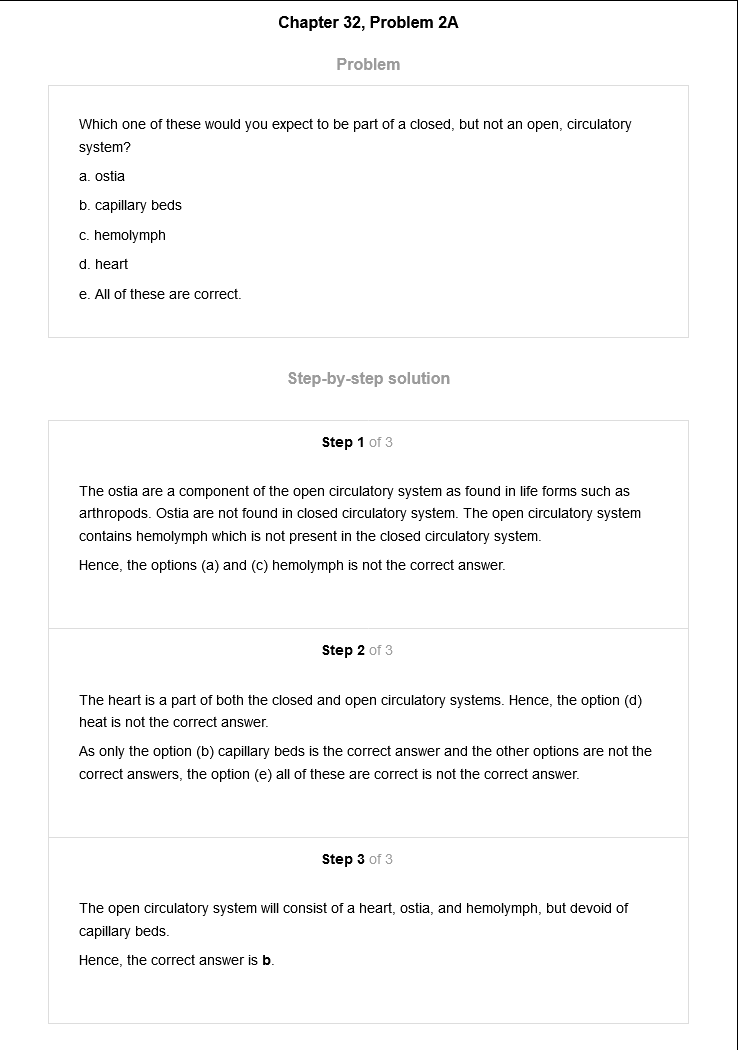 Chapter 32, Problem 2A
Problem
Which one of these would you expect to be part of a closed, but not an open, circulatory
system?
a. ostia
b. capillary beds
c. hemolymph
d. heart
e. All of these are correct.
Step-by-step solution
Step 1 of 3
The ostia are a component of the open circulatory system as found in life forms such as
arthropods. Ostia are not found in closed circulatory system. The open circulatory system
contains hemolymph which is not present in the closed circulatory system.
Hence, the options (a) and (c) hemolymph is not the correct answer.
Step 2 of 3
The heart is a part of both the closed and open circulatory systems. Hence, the option (d)
heat is not the correct answer.
As only the option (b) capillary beds is the correct answer and the other options are not the
correct answers, the option (e) all of these are correct is not the correct answer.
Step 3 of 3
The open circulatory system will consist of a heart, ostia, and hemolymph, but devoid of
capillary beds.
Hence, the correct answer is b.